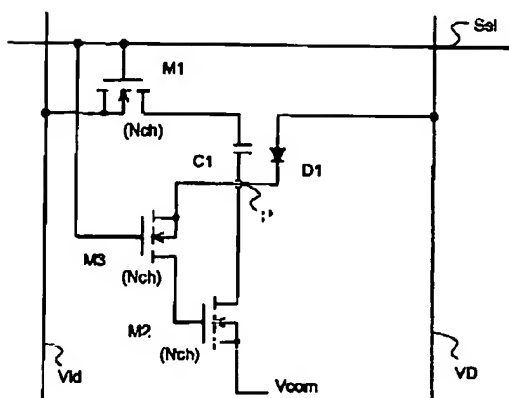 Sel
M1
(Nch)
C1
D1
M3
(Nch)
M2
(Nch)
Vcom
Vid
VD